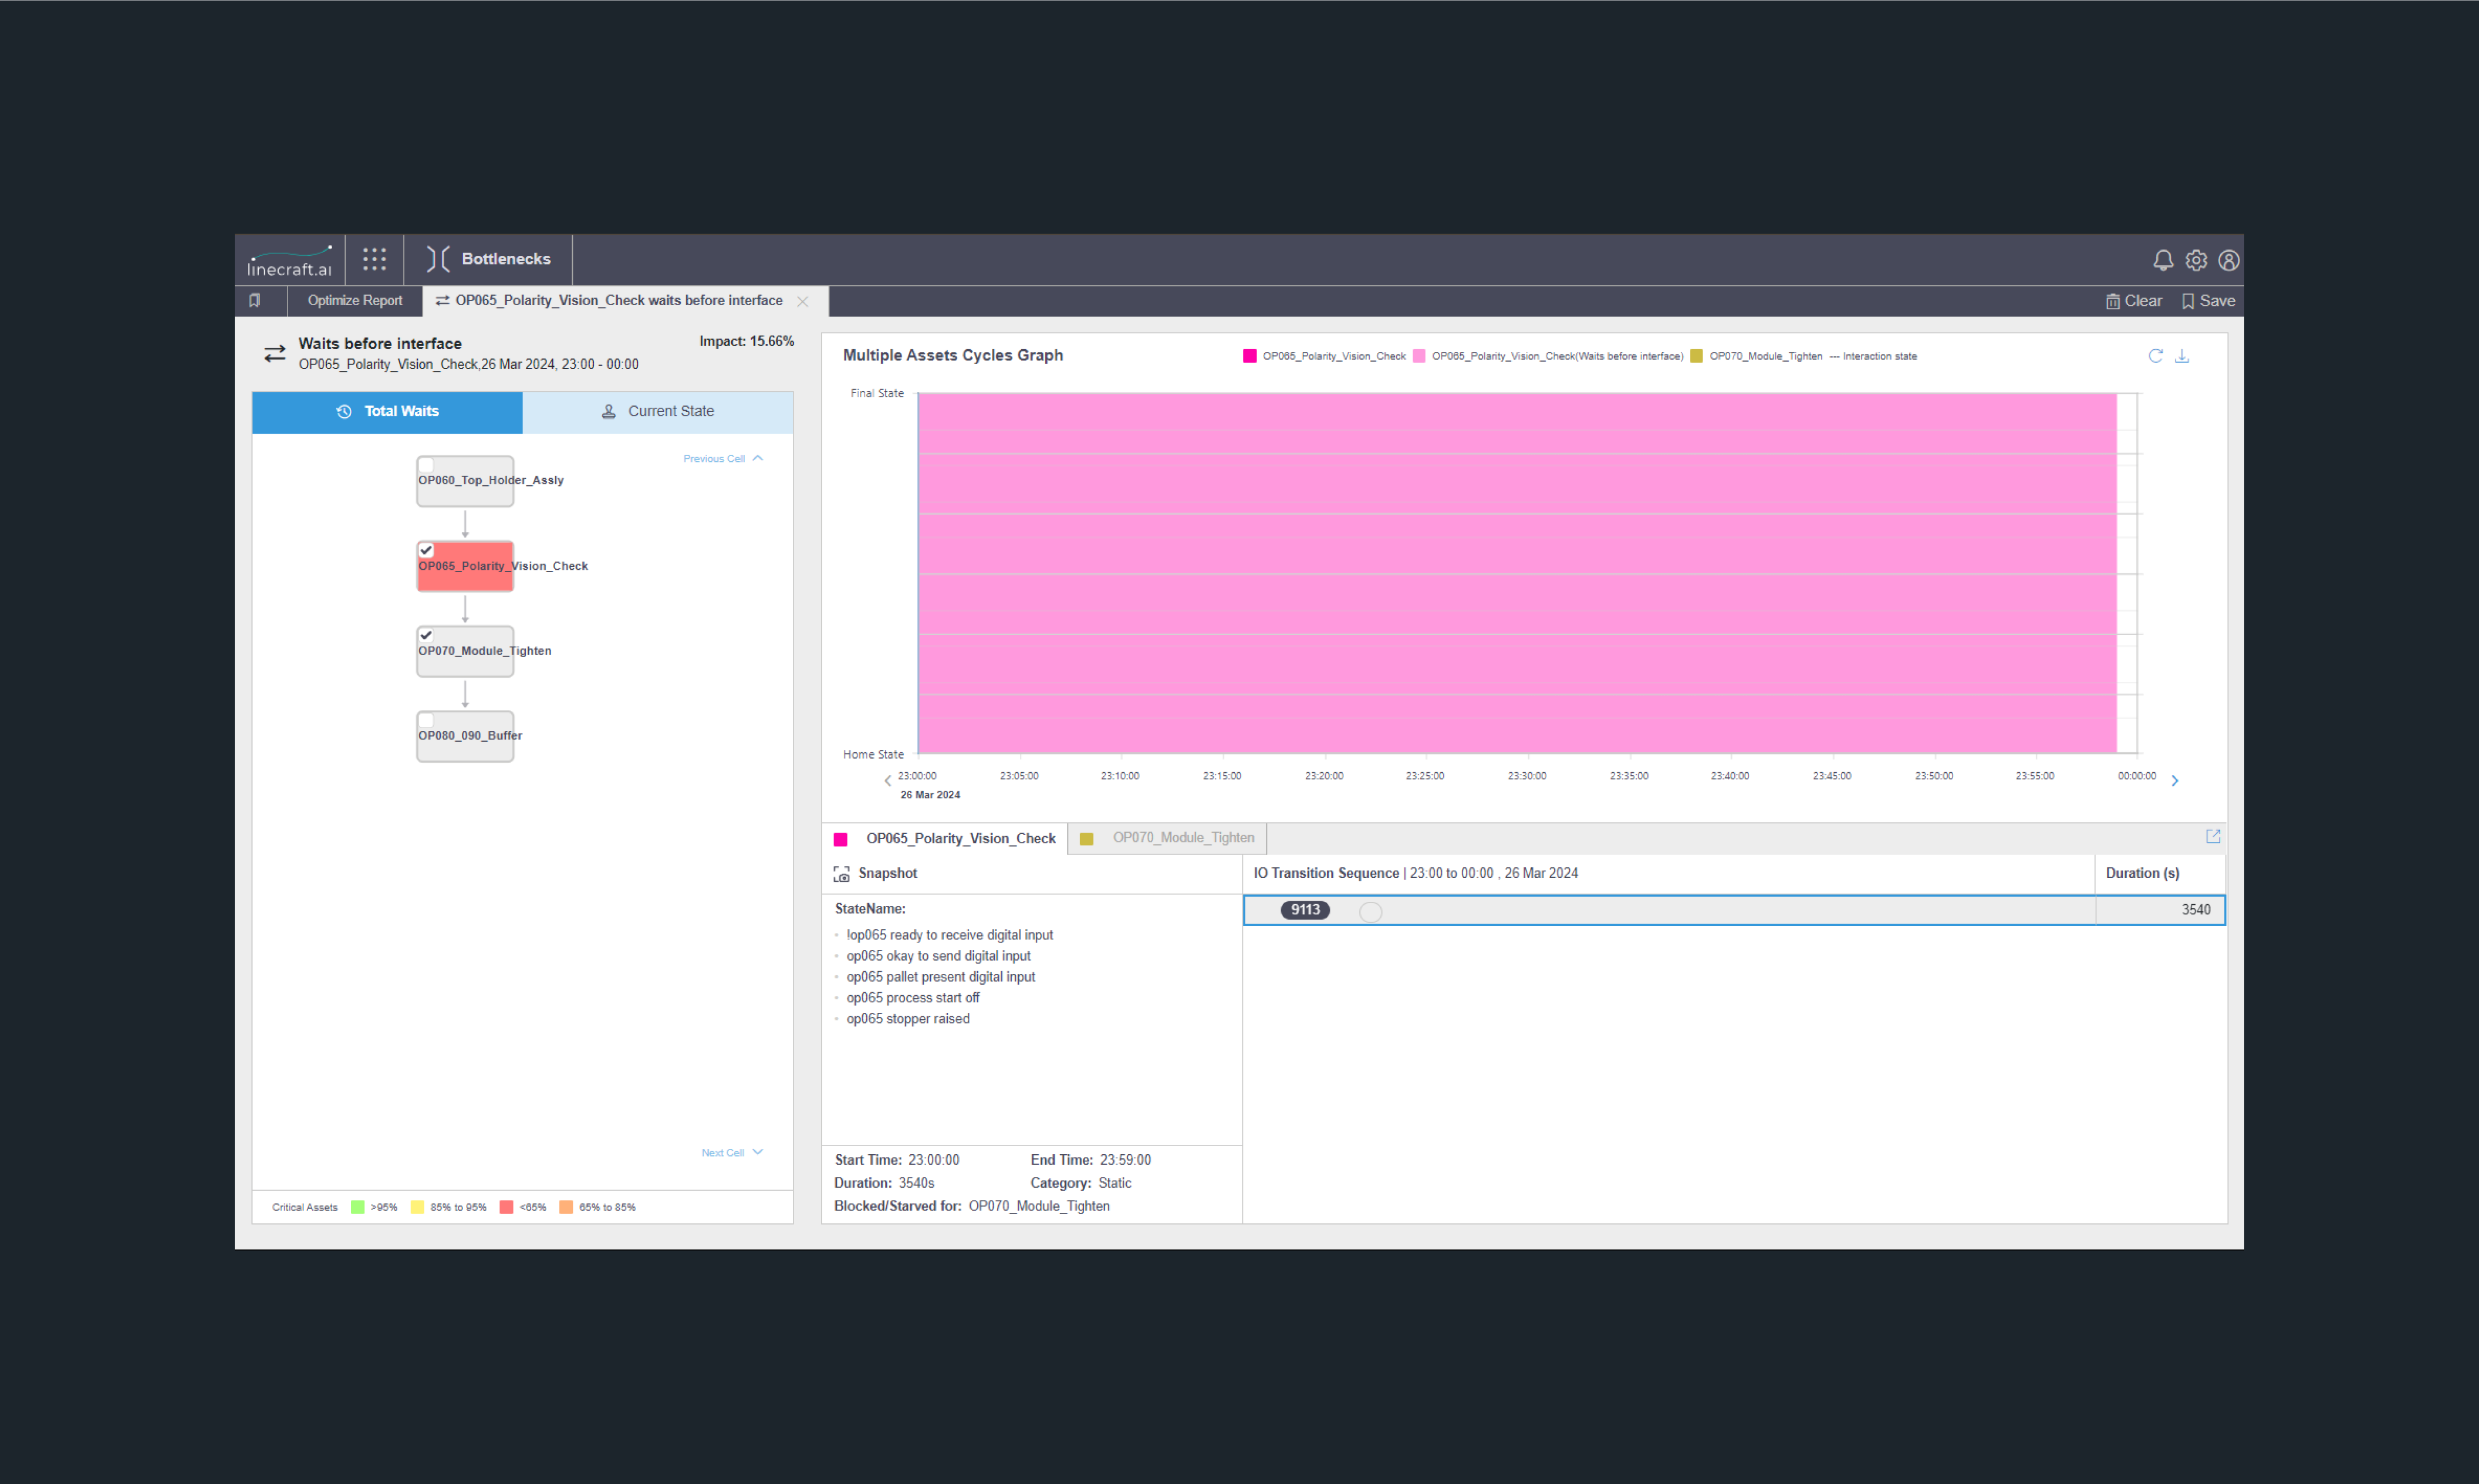 linecraft.ai
Bottlenecks
Optimize Report
OP065_Polarity_Vision_Check waits before interface
Clear
Save
Waits before interface
Impact: 15.66%
OP065_Polarity_Vision_Check,26 Mar 2024, 23:00 - 00:00
Total Waits
Current State
Previous Cell
OP060_Top_Holder_Assly
OP065_Polarity_Vision_Check
OP070_Module_Tighten
OP080_090_Buffer
Next Cell
Critical Assets >95% 85% to 95% <65% 65% to 85%
Multiple Assets Cycles Graph
OP065_Polarity_Vision_Check OP065_Polarity_Vision_Check(Waits before interface) OP070_Module_Tighten --- Interaction state
Final State
Home State
23:00:00 23:05:00 23:10:00 23:15:00 23:20:00 23:25:00 23:30:00 23:35:00 23:40:00 23:45:00 23:50:00 23:55:00 00:00:00
26 Mar 2024
OP065_Polarity_Vision_Check
OP070_Module_Tighten
Snapshot
IO Transition Sequence | 23:00 to 00:00 , 26 Mar 2024
Duration (s)
9113
3540
StateName:
!op065 ready to receive digital input
op065 okay to send digital input
op065 pallet present digital input
op065 process start off
op065 stopper raised
Start Time: 23:00:00 End Time: 23:59:00
Duration: 3540s Category: Static
Blocked/Starved for: OP070_Module_Tighten